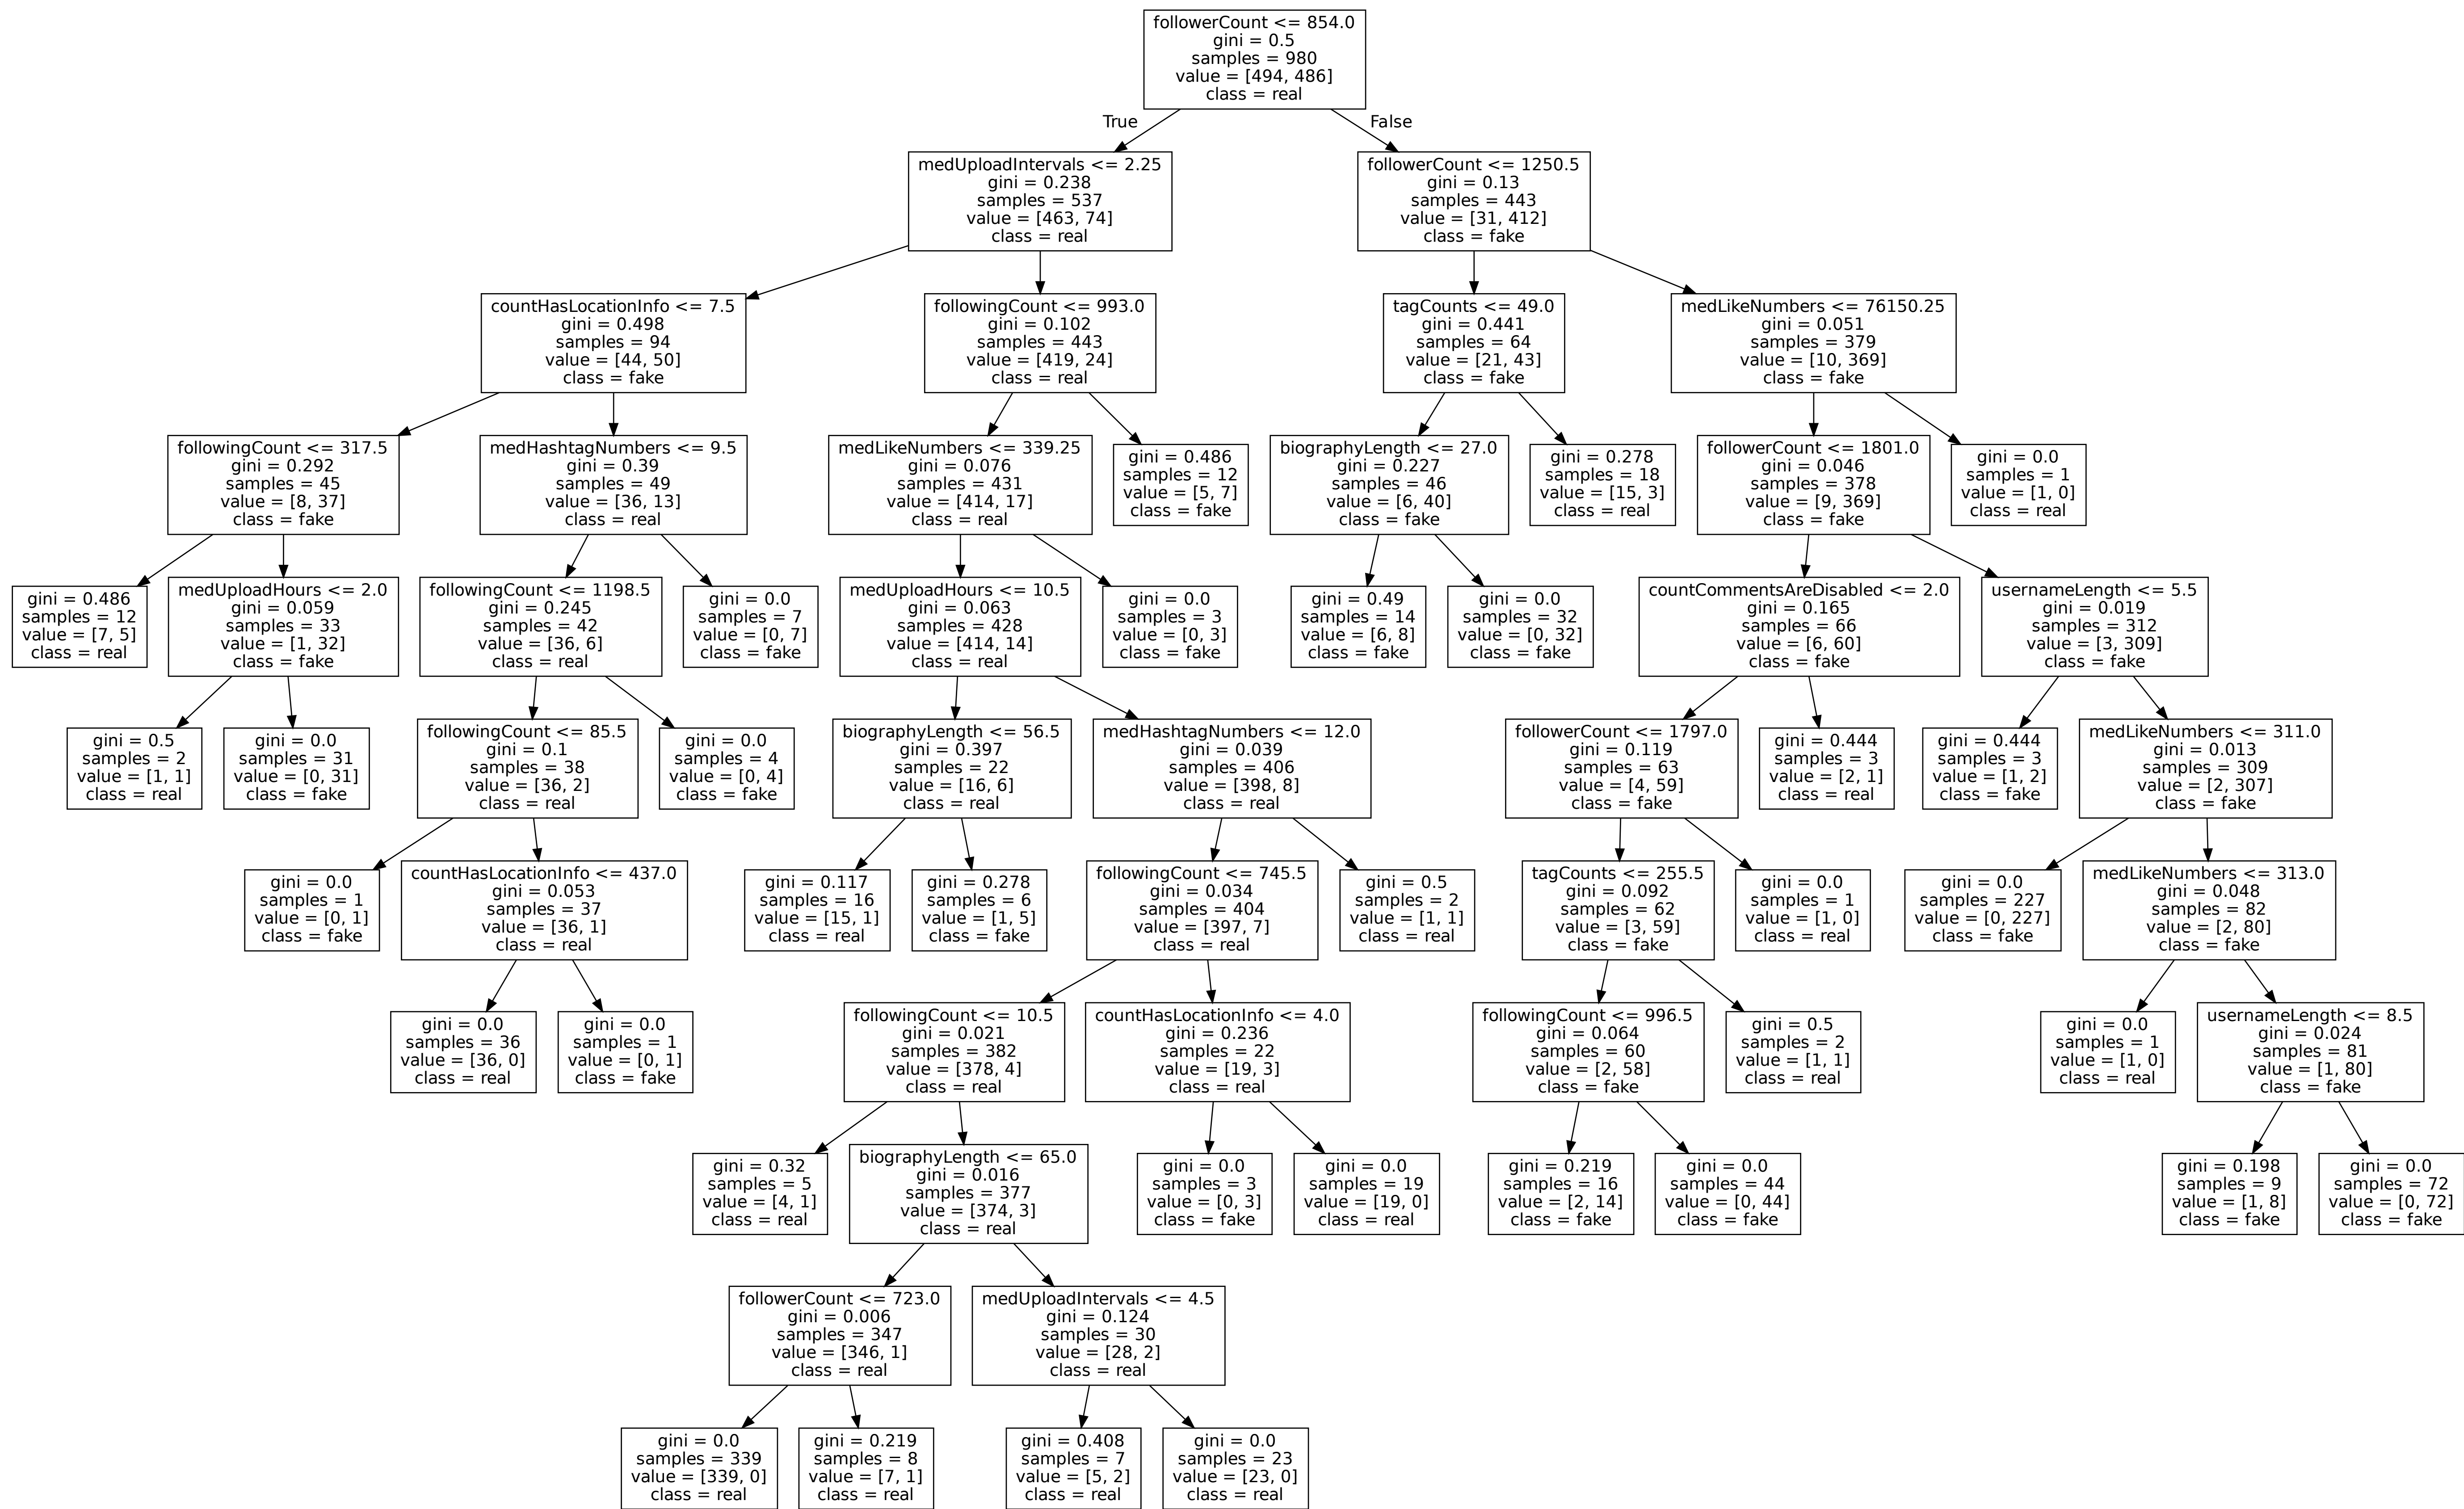 followerCount <= 854.0
gini = 0.5
samples = 980
value = [494, 486]
class = real
True
False
medUploadIntervals <= 2.25
gini = 0.238
samples = 537
value = [463, 74]
class = real
followerCount <= 1250.5
gini = 0.13
samples = 443
value = [31, 412]
class = fake
countHasLocationInfo <= 7.5
gini = 0.498
samples = 94
value = [44, 50]
class = fake
followingCount <= 993.0
gini = 0.102
samples = 443
value = [419, 24]
class = real
tagCounts <= 49.0
gini = 0.441
samples = 64
value = [21, 43]
class = fake
medLikeNumbers <= 76150.25
gini = 0.051
samples = 379
value = [10, 369]
class = fake
followingCount <= 317.5
gini = 0.292
samples = 45
value = [8, 37]
class = fake
medHashtagNumbers <= 9.5
gini = 0.39
samples = 49
value = [36, 13]
class = real
medLikeNumbers <= 339.25
gini = 0.076
samples = 431
value = [414, 17]
class = real
gini = 0.486
samples = 12
value = [5, 7]
class = fake
biographyLength <= 27.0
gini = 0.227
samples = 46
value = [6, 40]
class = fake
gini = 0.278
samples = 18
value = [15, 3]
class = real
followerCount <= 1801.0
gini = 0.046
samples = 378
value = [9, 369]
class = fake
gini = 0.0
samples = 1
value = [1, 0]
class = real
gini = 0.486
samples = 12
value = [7, 5]
class = real
medUploadHours <= 2.0
gini = 0.059
samples = 33
value = [1, 32]
class = fake
followingCount <= 1198.5
gini = 0.245
samples = 42
value = [36, 6]
class = real
gini = 0.0
samples = 7
value = [0, 7]
class = fake
medUploadHours <= 10.5
gini = 0.063
samples = 428
value = [414, 14]
class = real
gini = 0.0
samples = 3
value = [0, 3]
class = fake
gini = 0.49
samples = 14
value = [6, 8]
class = fake
gini = 0.0
samples = 32
value = [0, 32]
class = fake
countCommentsAreDisabled <= 2.0
gini = 0.165
samples = 66
value = [6, 60]
class = fake
usernameLength <= 5.5
gini = 0.019
samples = 312
value = [3, 309]
class = fake
gini = 0.5
samples = 2
value = [1, 1]
class = real
gini = 0.0
samples = 31
value = [0, 31]
class = fake
followingCount <= 85.5
gini = 0.1
samples = 38
value = [36, 2]
class = real
gini = 0.0
samples = 4
value = [0, 4]
class = fake
biographyLength <= 56.5
gini = 0.397
samples = 22
value = [16, 6]
class = real
medHashtagNumbers <= 12.0
gini = 0.039
samples = 406
value = [398, 8]
class = real
followerCount <= 1797.0
gini = 0.119
samples = 63
value = [4, 59]
class = fake
gini = 0.444
samples = 3
value = [2, 1]
class = real
gini = 0.444
samples = 3
value = [1, 2]
class = fake
medLikeNumbers <= 311.0
gini = 0.013
samples = 309
value = [2, 307]
class = fake
gini = 0.0
samples = 1
value = [0, 1]
class = fake
countHasLocationInfo <= 437.0
gini = 0.053
samples = 37
value = [36, 1]
class = real
gini = 0.117
samples = 16
value = [15, 1]
class = real
gini = 0.278
samples = 6
value = [1, 5]
class = fake
followingCount <= 745.5
gini = 0.034
samples = 404
value = [397, 7]
class = real
gini = 0.5
samples = 2
value = [1, 1]
class = real
tagCounts <= 255.5
gini = 0.092
samples = 62
value = [3, 59]
class = fake
gini = 0.0
samples = 1
value = [1, 0]
class = real
gini = 0.0
samples = 227
value = [0, 227]
class = fake
medLikeNumbers <= 313.0
gini = 0.048
samples = 82
value = [2, 80]
class = fake
gini = 0.0
samples = 36
value = [36, 0]
class = real
gini = 0.0
samples = 1
value = [0, 1]
class = fake
followingCount <= 10.5
gini = 0.021
samples = 382
value = [378, 4]
class = real
countHasLocationInfo <= 4.0
gini = 0.236
samples = 22
value = [19, 3]
class = real
followingCount <= 996.5
gini = 0.064
samples = 60
value = [2, 58]
class = fake
gini = 0.5
samples = 2
value = [1, 1]
class = real
gini = 0.0
samples = 1
value = [1, 0]
class = real
usernameLength <= 8.5
gini = 0.024
samples = 81
value = [1, 80]
class = fake
gini = 0.32
samples = 5
value = [4, 1]
class = real
biographyLength <= 65.0
gini = 0.016
samples = 377
value = [374, 3]
class = real
gini = 0.0
samples = 3
value = [0, 3]
class = fake
gini = 0.0
samples = 19
value = [19, 0]
class = real
gini = 0.219
samples = 16
value = [2, 14]
class = fake
gini = 0.0
samples = 44
value = [0, 44]
class = fake
gini = 0.198
samples = 9
value = [1, 8]
class = fake
gini = 0.0
samples = 72
value = [0, 72]
class = fake
followerCount <= 723.0
gini = 0.006
samples = 347
value = [346, 1]
class = real
medUploadIntervals <= 4.5
gini = 0.124
samples = 30
value = [28, 2]
class = real
gini = 0.0
samples = 339
value = [339, 0]
class = real
gini = 0.219
samples = 8
value = [7, 1]
class = real
gini = 0.408
samples = 7
value = [5, 2]
class = real
gini = 0.0
samples = 23
value = [23, 0]
class = real